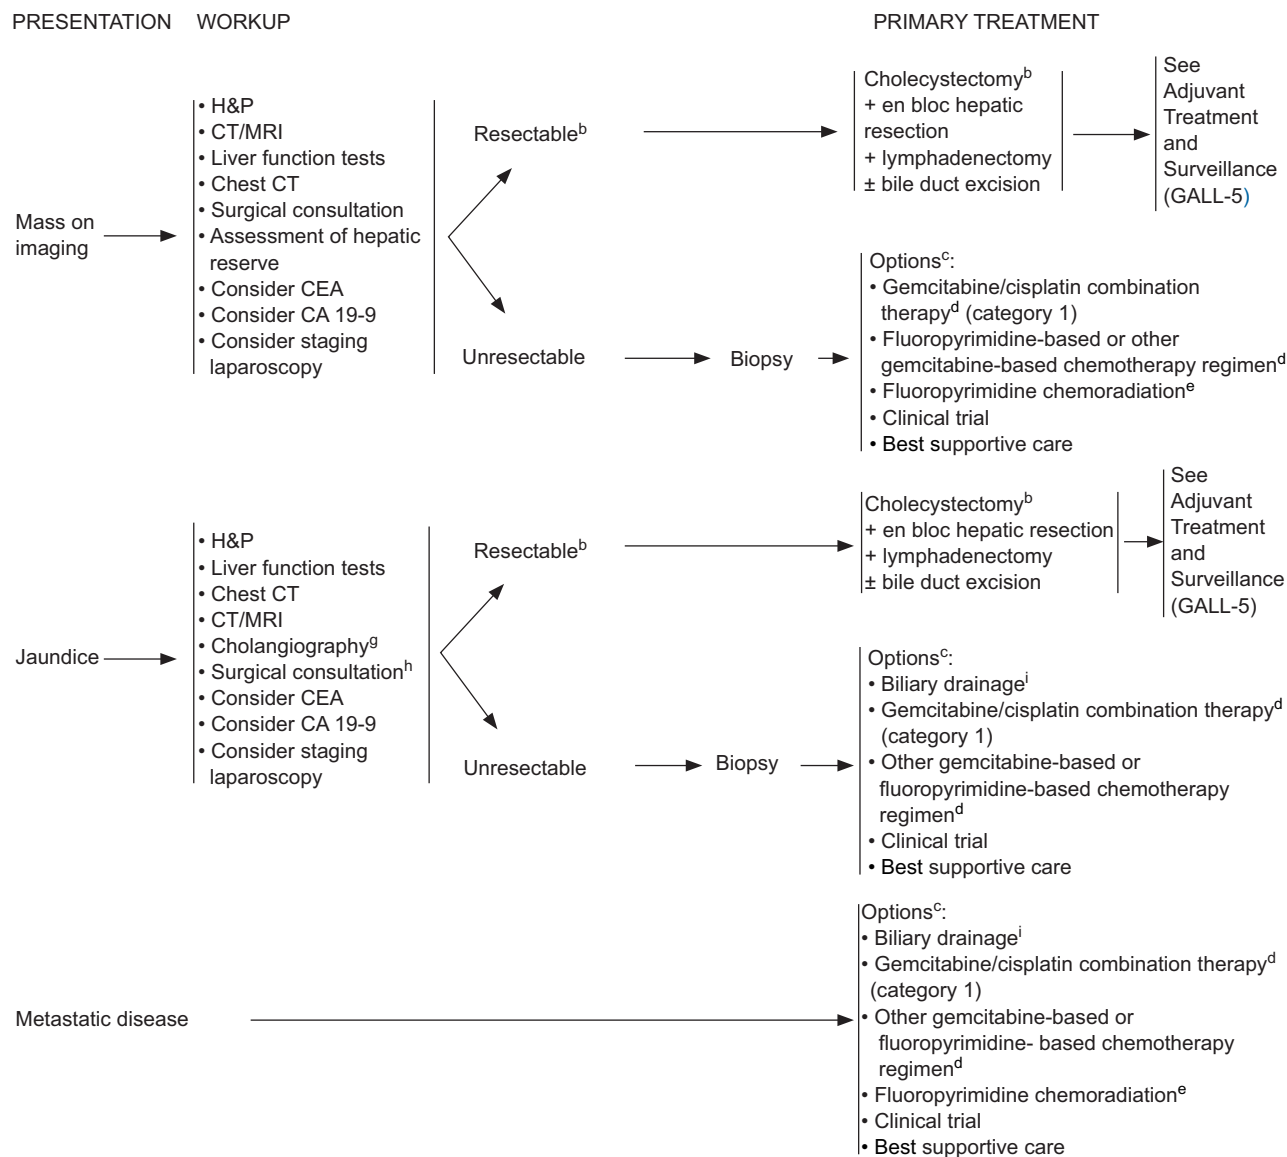 PRESENTATION WORKUP PRIMARY TREATMENT
Mass on
imaging
• H&P
• CT/MRI
• Liver function tests
• Chest CT
• Surgical consultation
• Assessment of hepatic
reserve
• Consider CEA
• Consider CA 19-9
• Consider staging
laparoscopy
Resectableb
Cholecystectomyb
+ en bloc hepatic
resection
+ lymphadenectomy
± bile duct excision
See
Adjuvant
Treatment
and
Surveillance
(GALL-5)
Unresectable
Biopsy
Optionsc:
• Gemcitabine/cisplatin combination
therapyd (category 1)
• Fluoropyrimidine-based or other
gemcitabine-based chemotherapy regimend
• Fluoropyrimidine chemoradiatione
• Clinical trial
• Best supportive care
Jaundice
• H&P
• Liver function tests
• Chest CT
• CT/MRI
• Cholangiographyg
• Surgical consultationh
• Consider CEA
• Consider CA 19-9
• Consider staging
laparoscopy
Resectableb
Cholecystectomyb
+ en bloc hepatic resection
+ lymphadenectomy
± bile duct excision
See
Adjuvant
Treatment
and
Surveillance
(GALL-5)
Unresectable
Biopsy
Optionsc:
• Biliary drainagei
• Gemcitabine/cisplatin combination therapyd
(category 1)
• Other gemcitabine-based or
fluoropyrimidine-based chemotherapy
regimend
• Clinical trial
• Best supportive care
Metastatic disease
Optionsc:
• Biliary drainagei
• Gemcitabine/cisplatin combination therapyd
(category 1)
• Other gemcitabine-based or
fluoropyrimidine- based chemotherapy
regimend
• Fluoropyrimidine chemoradiatione
• Clinical trial
• Best supportive care